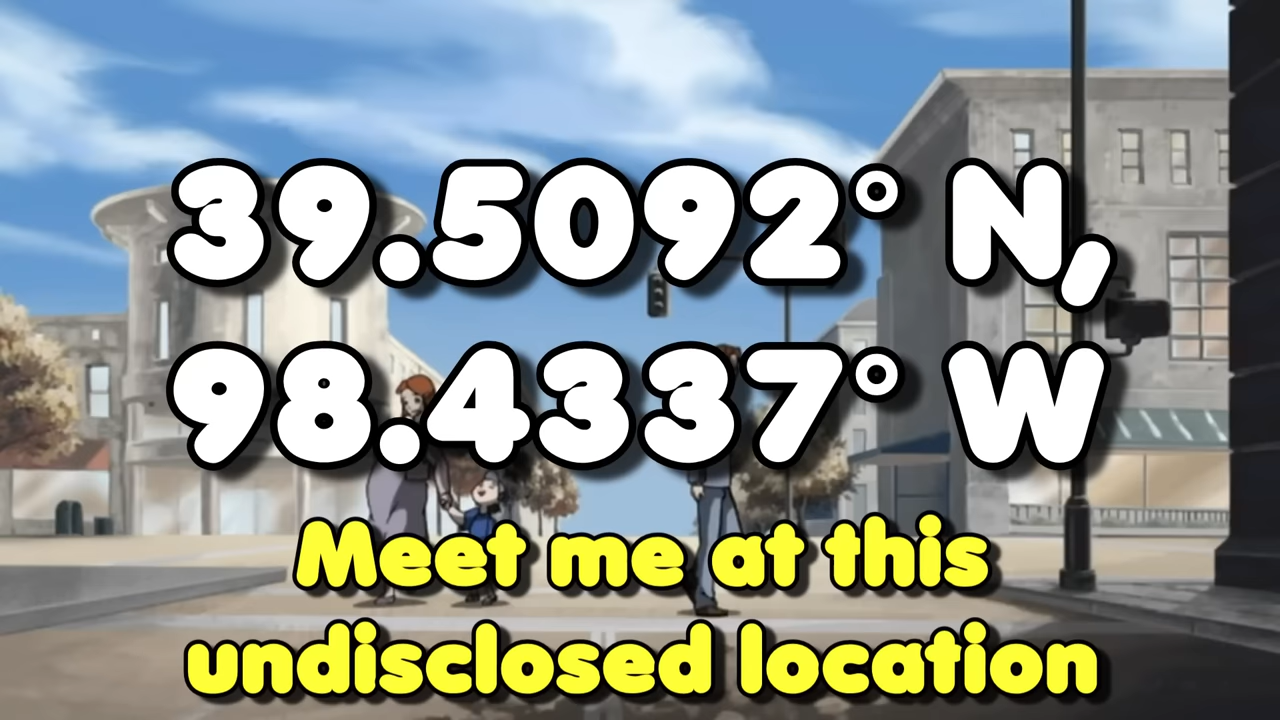 39.5092° N,
98.4337° W
Meet me at this
undisclosed location